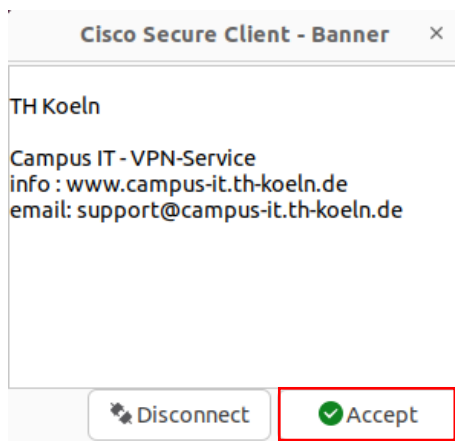 Cisco Secure Client - Banner
TH Koeln
Campus IT - VPN-Service
info : www.campus-it.th-koeln.de
email: support@campus-it.th-koeln.de
Disconnect
Accept